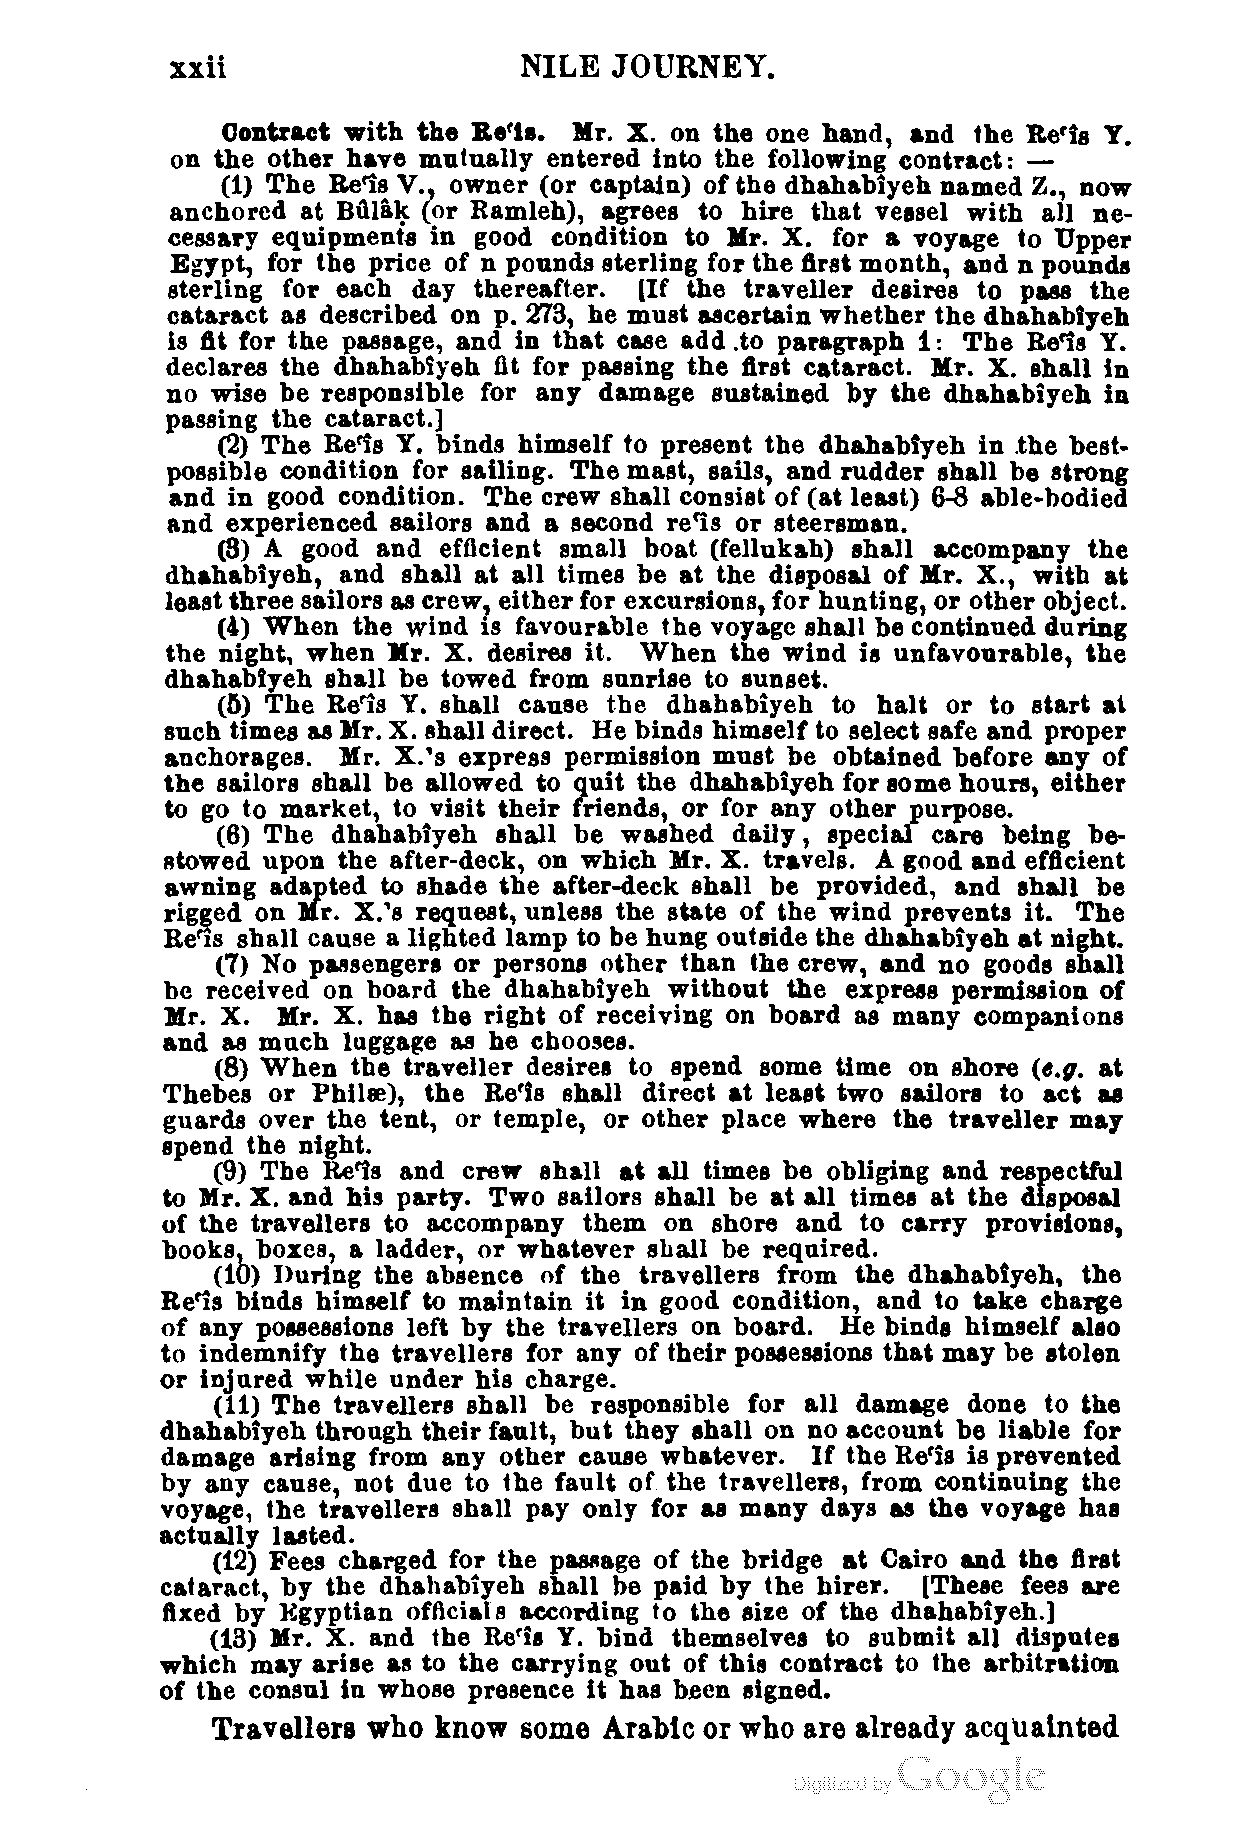 xxii NILE JOURNEY.
Contract with the Reʿîs. Mr. X. on the one hand, and the Reʿîs Y.
on the other have mutually entered into the following contract: —
(1) The Reʿîs V., owner (or captain) of the dhahabîyeh named Z., now
anchored at Bûlâḳ (or Ramleh), agrees to hire that vessel with all ne-
cessary equipments in good condition to Mr. X. for a voyage to Upper
Egypt, for the price of n pounds sterling for the first month, and n pounds
sterling for each day thereafter. [If the traveller desires to pass the
cataract as described on p. 273, he must ascertain whether the dhahabîyeh
is fit for the passage, and in that case add .to paragraph 1: The Reʿîs Y.
declares the dhahabîyeh fit for passing the first cataract. Mr. X. shall in
no wise be responsible for any damage sustained by the dhahabîyeh in
passing the cataract.]
(2) The Reʿîs Y. binds himself to present the dhahabîyeh in .the best-
possible condition for sailing. The mast, sails, and rudder shall be strong
and in good condition. The crew shall consist of (at least) 6-8 able-bodied
and experienced sailors and a second reʿîs or steersman.
(3) A good and efficient small boat (fellukah) shall accompany the
dhahabîyeh, and shall at all times be at the disposal of Mr. X., with at
least three sailors as crew, either for excursions, for hunting, or other object.
(4) When the wind is favourable the voyage shall be continued during
the night, when Mr. X. desires it. When the wind is unfavourable, the
dhahabîyeh shall be towed from sunrise to sunset.
(5) The Reʿîs Y. shall cause the dhahabîyeh to halt or to start at
such times as Mr. X. shall direct. He binds himself to select safe and proper
anchorages. Mr. X.'s express permission must be obtained before any of
the sailors shall be allowed to quit the dhahabîyeh for some hours, either
to go to market, to visit their friends, or for any other purpose.
(6) The dhahabîyeh shall be washed daily, special care being be-
stowed upon the after-deck, on which Mr. X. travels. A good and efficient
awning adapted to shade the after-deck shall be provided, and shall be
rigged on Mr. X.'s request, unless the state of the wind prevents it. The
Reʿîs shall cause a lighted lamp to be hung outside the dhahabîyeh at night.
(7) No passengers or persons other than the crew, and no goods shall
be received on board the dhahabîyeh without the express permission of
Mr. X. Mr. X. has the right of receiving on board as many companions
and as much luggage as he chooses.
(8) When the traveller desires to spend some time on shore (e.g. at
Thebes or Philæ), the Reʿîs shall direct at least two sailors to act as
guards over the tent, or temple, or other place where the traveller may
spend the night.
(9) The Reʿîs and crew shall at all times be obliging and respectful
to Mr. X. and his party. Two sailors shall be at all times at the disposal
of the travellers to accompany them on shore and to carry provisions,
books, boxes, a ladder, or whatever shall be required.
(10) During the absence of the travellers from the dhahabîyeh, the
Reʿîs binds himself to maintain it in good condition, and to take charge
of any possessions left by the travellers on board. He binds himself also
to indemnify the travellers for any of their possessions that may be stolen
or injured while under his charge.
(11) The travellers shall be responsible for all damage done to the
dhahabîyeh through their fault, but they shall on no account be liable for
damage arising from any other cause whatever. If the Reʿîs is prevented
by any cause, not due to the fault of the travellers, from continuing the
voyage, the travellers shall pay only for as many days as the voyage has
actually lasted.
(12) Fees charged for the passage of the bridge at Cairo and the first
cataract, by the dhahabîyeh shall be paid by the hirer. [These fees are
fixed by Egyptian officials according to the size of the dhahabîyeh.]
(13) Mr. X. and the Reʿîs Y. bind themselves to submit all disputes
which may arise as to the carrying out of this contract to the arbitration
of the consul in whose presence it has been signed.
Travellers who know some Arabic or who are already acquainted
Digitized by Google